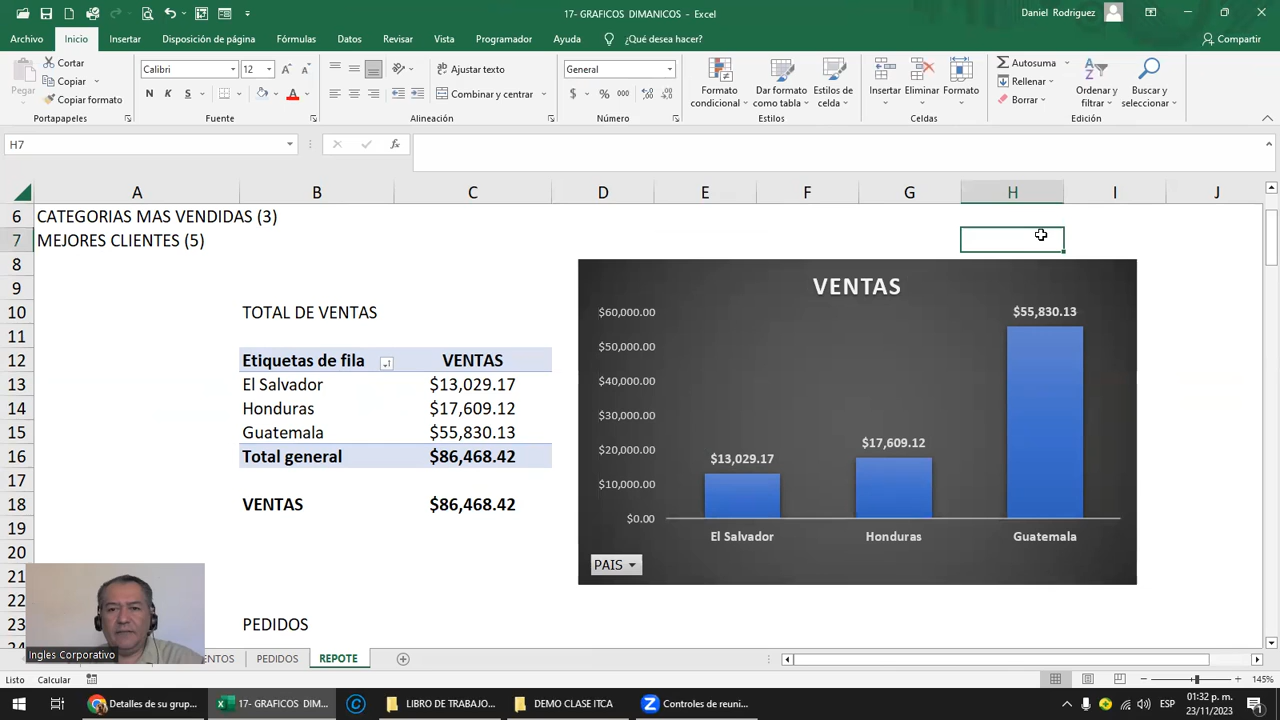 17- GRAFICOS DIMANICOS - Excel
Daniel Rodriguez
Archivo Inicio Insertar Disposición de página Fórmulas Datos Revisar Vista Programador Ayuda ¿Qué desea hacer? Compartir
Pegar
Cortar
Copiar
Copiar formato
Portapapeles
Calibri 12
N K S
Fuente
Ajustar texto
Combinar y centrar
Alineación
General
$ % 000
Número
Formato condicional
Dar formato como tabla
Estilos de celda
Estilos
Insertar Eliminar Formato
Celdas
Autosuma
Rellenar
Borrar
Ordenar y filtrar
Buscar y seleccionar
Edición
H7 fx
A B C D E F G H I J
6 CATEGORIAS MAS VENDIDAS (3)
7 MEJORES CLIENTES (5)
8
9
10 TOTAL DE VENTAS
11
12 Etiquetas de fila VENTAS
13 El Salvador $13,029.17
14 Honduras $17,609.12
15 Guatemala $55,830.13
16 Total general $86,468.42
17
18 VENTAS $86,468.42
19
20
21
22
23 PEDIDOS
VENTAS
$60,000.00
$50,000.00
$40,000.00
$30,000.00
$20,000.00
$10,000.00
$0.00
$13,029.17
$17,609.12
$55,830.13
El Salvador Honduras Guatemala
PAIS
Ingles Corporativo
ENTOS PEDIDOS REPOTE
Listo Calcular 145%
Detalles de su grup...
17- GRAFICOS DIM...
LIBRO DE TRABAJO...
DEMO CLASE ITCA
Controles de reuni...
ESP
01:32 p. m.
23/11/2023